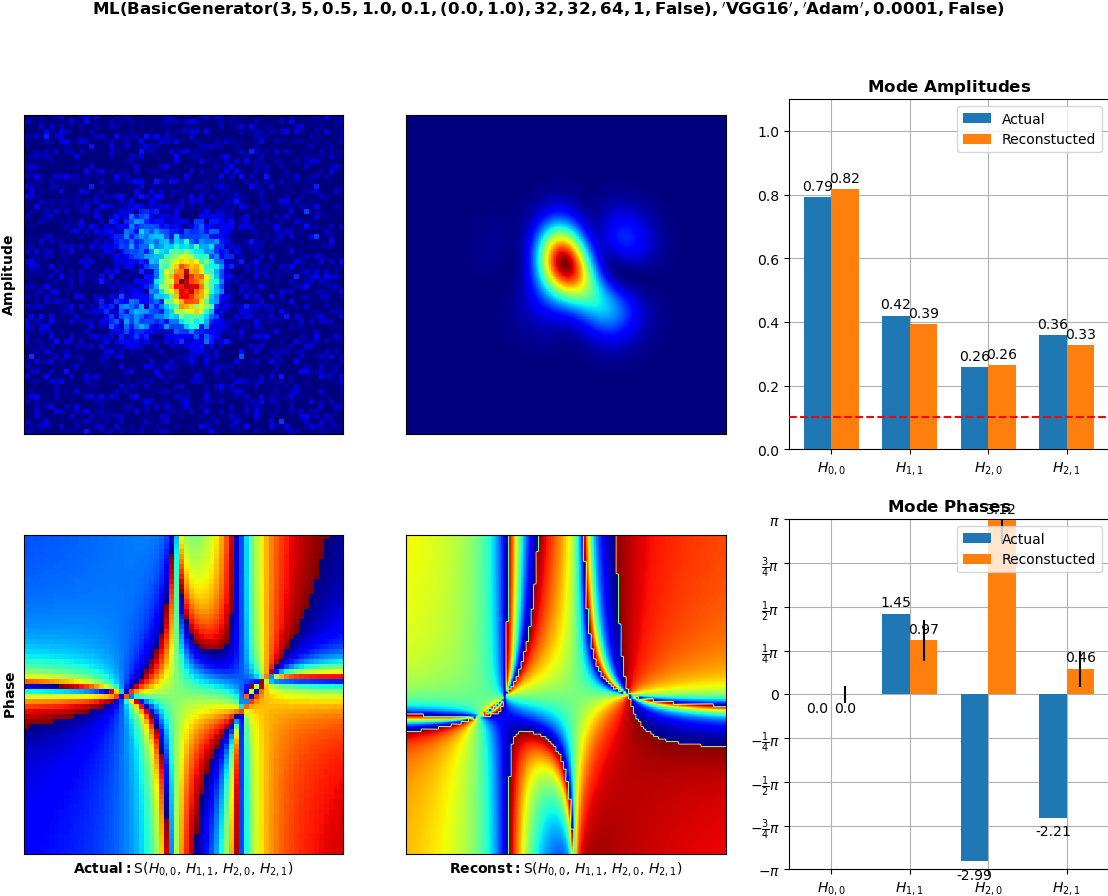 ML(BasicGenerator(3, 5, 0.5, 1.0, 0.1, (0.0, 1.0), 32, 32, 64, 1, False), 'VGG16', 'Adam', 0.0001, False)
Mode Amplitudes
Actual
Reconstucted
1.0
0.8
0.6
0.4
0.2
0.0
0.79
0.82
0.42
0.39
0.26
0.26
0.36
0.33
H0,0
H1,1
H2,0
H2,1
Amplitude
Mode Phases
Actual
Reconstucted
π
3/4π
1/2π
1/4π
0
−1/4π
−1/2π
−3/4π
−π
0.0
0.0
1.45
0.97
-2.99
3.12
-2.21
0.46
H0,0
H1,1
H2,0
H2,1
Phase
Actual: S(H0,0, H1,1, H2,0, H2,1)
Reconst: S(H0,0, H1,1, H2,0, H2,1)